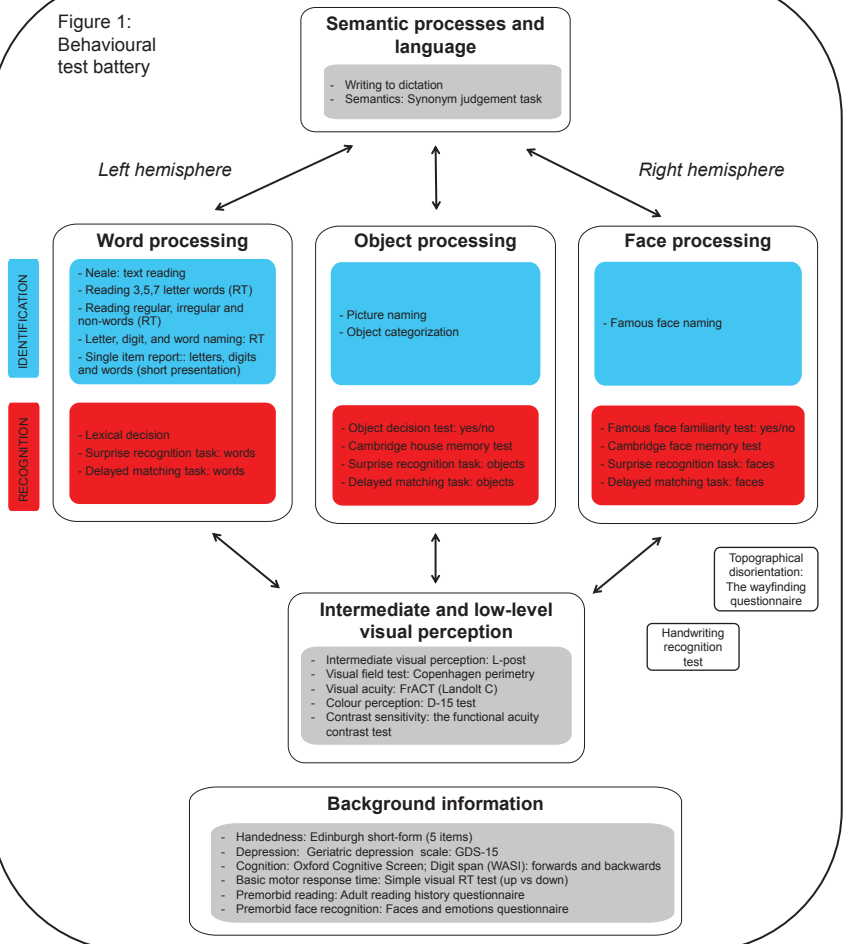 Figure 1:
Behavioural
test battery
Semantic processes and
language
- Writing to dictation
- Semantics: Synonym judgement task
Left hemisphere
Right hemisphere
Word processing
Object processing
Face processing
IDENTIFICATION
- Neale: text reading
- Reading 3,5,7 letter words (RT)
- Reading regular, irregular and
non-words (RT)
- Letter, digit, and word naming: RT
- Single item report:: letters, digits
and words (short presentation)
- Picture naming
- Object categorization
- Famous face naming
RECOGNITION
- Lexical decision
- Surprise recognition task: words
- Delayed matching task: words
- Object decision test: yes/no
- Cambridge house memory test
- Surprise recognition task: objects
- Delayed matching task: objects
- Famous face familiarity test: yes/no
- Cambridge face memory test
- Surprise recognition task: faces
- Delayed matching task: faces
Topographical
disorientation:
The wayfinding
questionnaire
Handwriting
recognition
test
Intermediate and low-level
visual perception
- Intermediate visual perception: L-post
- Visual field test: Copenhagen perimetry
- Visual acuity: FrACT (Landolt C)
- Colour perception: D-15 test
- Contrast sensitivity: the functional acuity
contrast test
Background information
- Handedness: Edinburgh short-form (5 items)
- Depression: Geriatric depression scale: GDS-15
- Cognition: Oxford Cognitive Screen; Digit span (WASI): forwards and backwards
- Basic motor response time: Simple visual RT test (up vs down)
- Premorbid reading: Adult reading history questionnaire
- Premorbid face recognition: Faces and emotions questionnaire